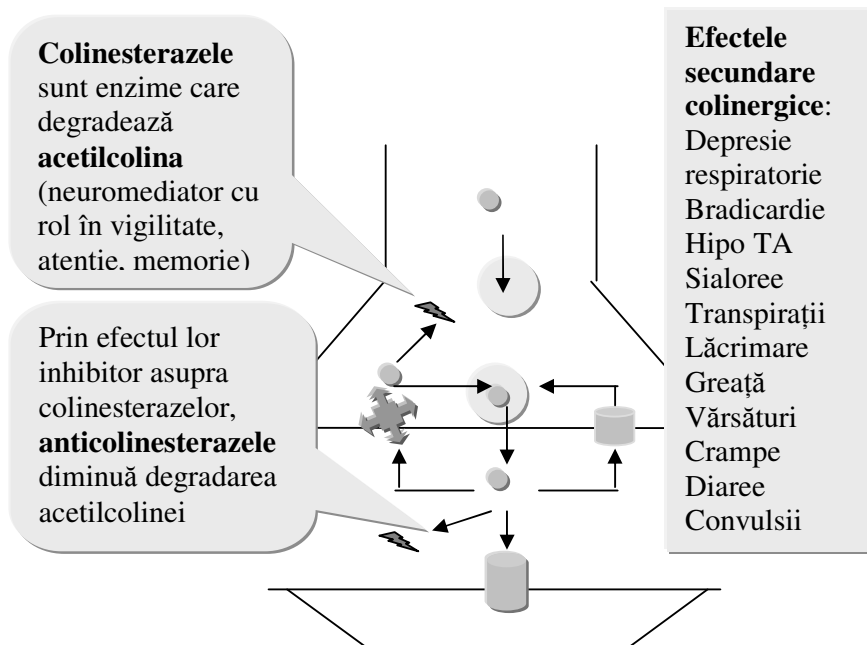 Colinesterazele
sunt enzime care
degradează
acetilcolina
(neuromediator cu
rol în vigilitate,
atenție, memorie)
Prin efectul lor
inhibitor asupra
colinesterazelor,
anticolinesterazele
diminuă degradarea
acetilcolinei
Efectele
secundare
colinergice:
Depresie
respiratorie
Bradicardie
Hipo TA
Sialoree
Transpirații
Lăcrimare
Greață
Vărsături
Crampe
Diaree
Convulsii